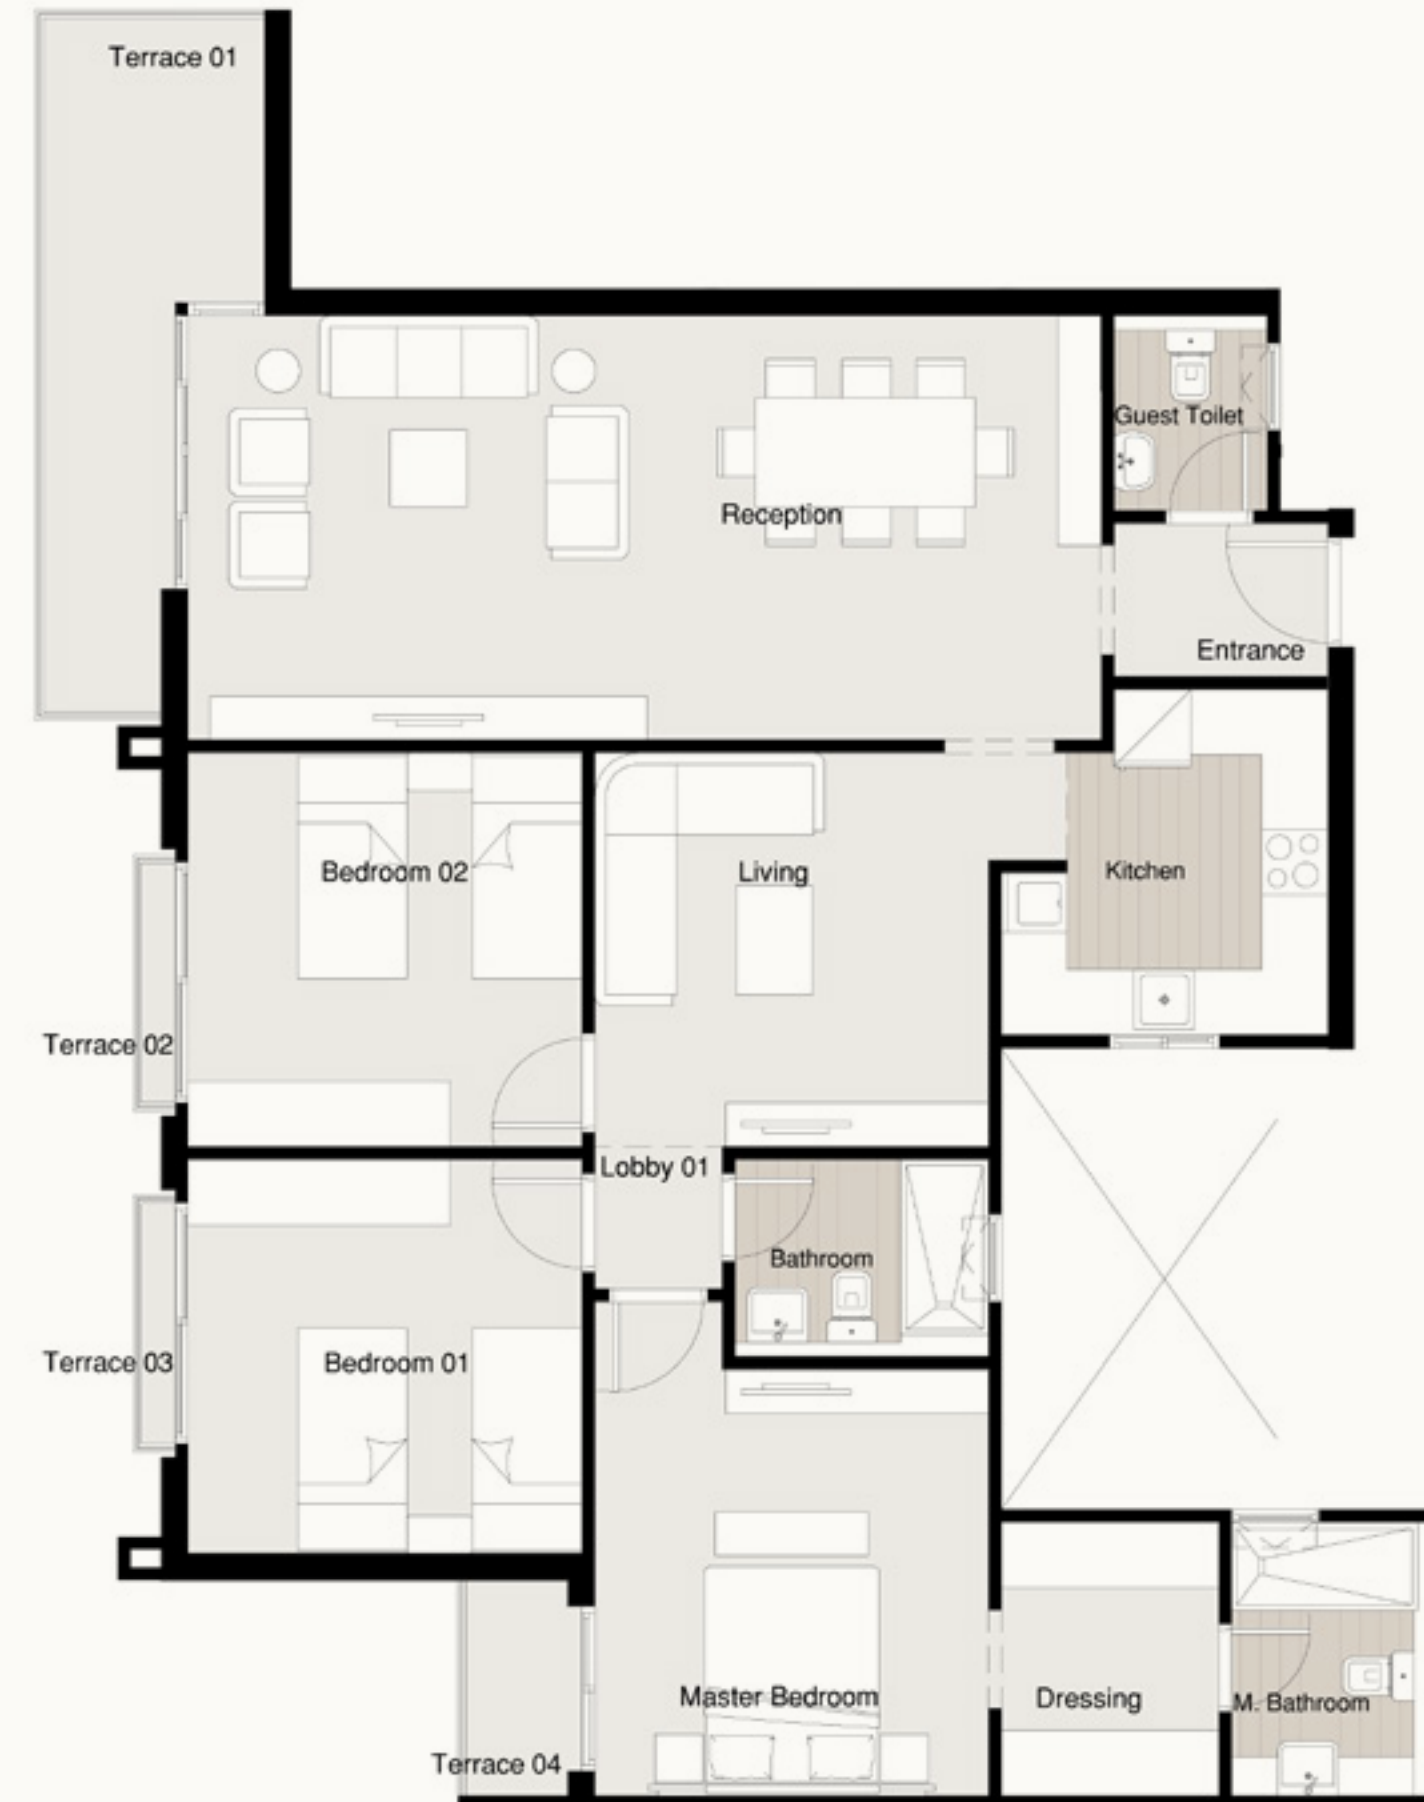 Terrace 01
Guest Toilet
Reception
Entrance
Bedroom 02
Living
Kitchen
Terrace 02
Lobby 01
Bathroom
Terrace 03
Bedroom 01
Master Bedroom
Dressing
M. Bathroom
Terrace 04